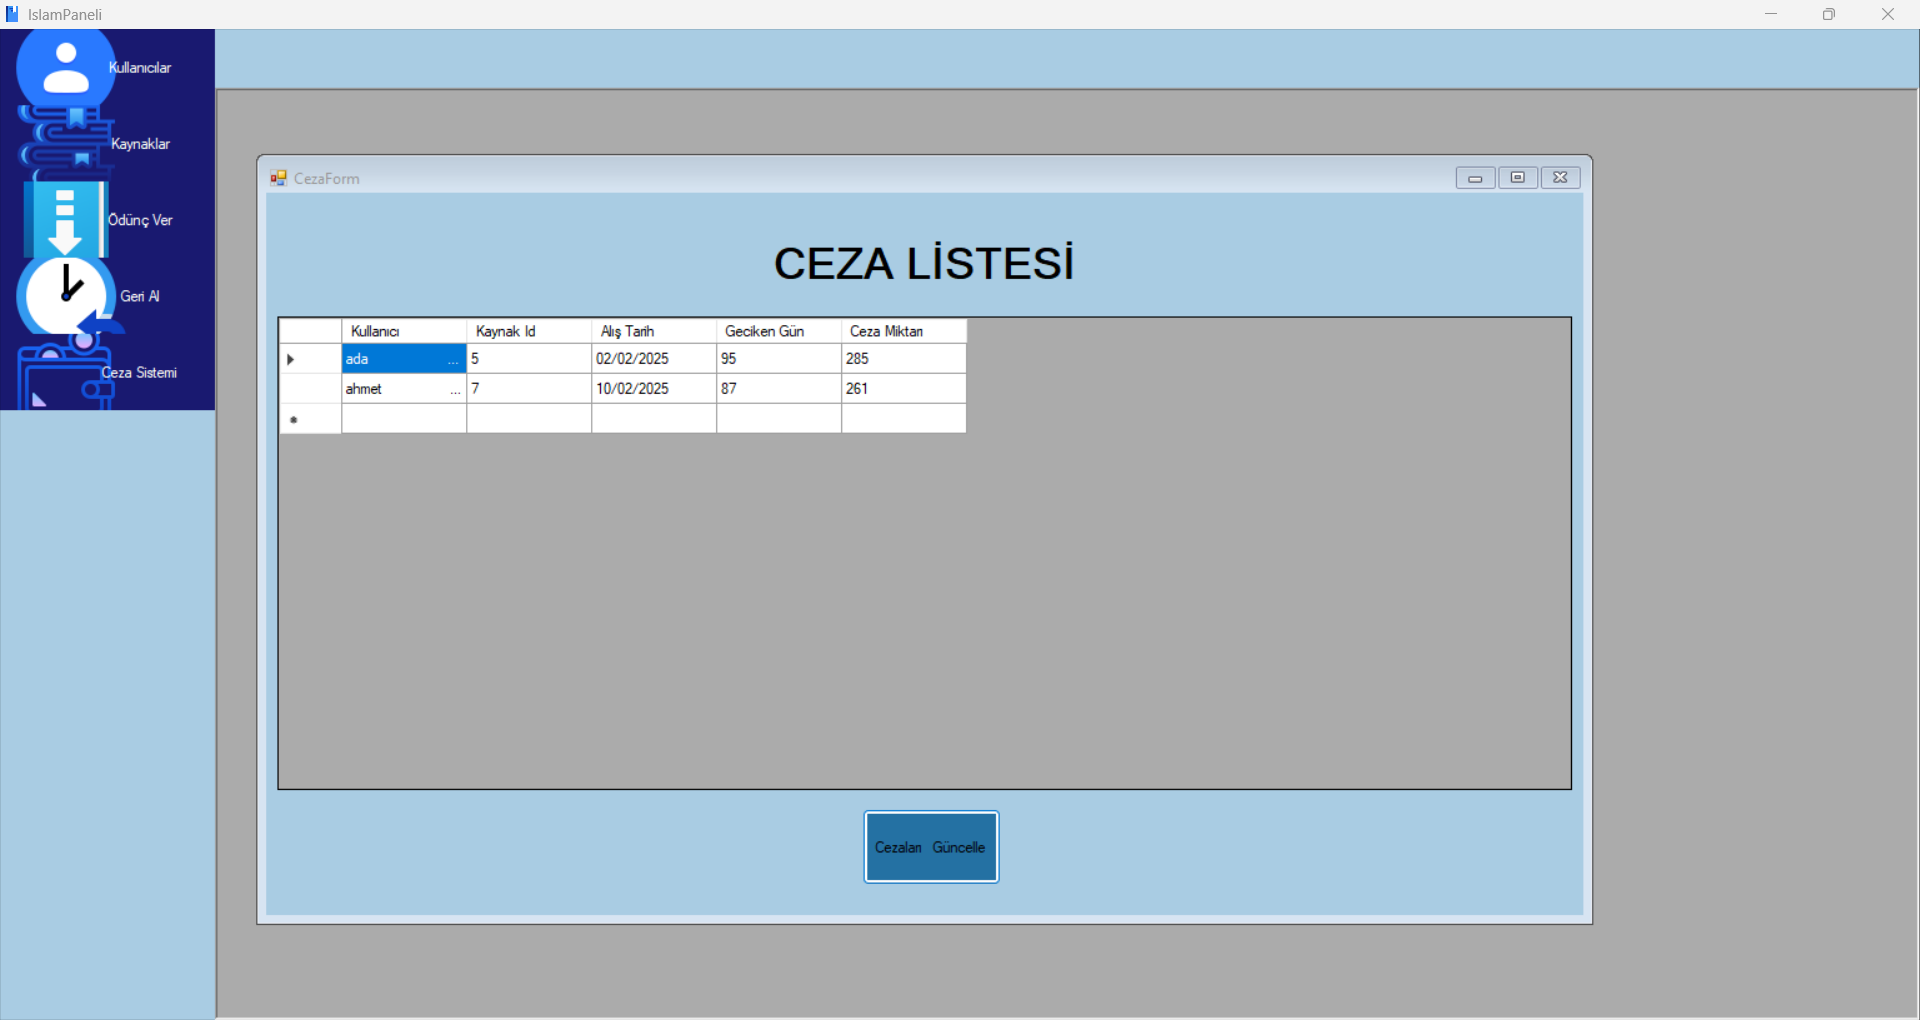 IslamPaneli
Kullanıcılar
Kaynaklar
Ödünç Ver
Geri Al
Ceza Sistemi
CezaForm
CEZA LİSTESİ
Kullanıcı Kaynak Id Alış Tarih Geciken Gün Ceza Miktarı
ada ... 5 02/02/2025 95 285
ahmet ... 7 10/02/2025 87 261
Cezaları Güncelle